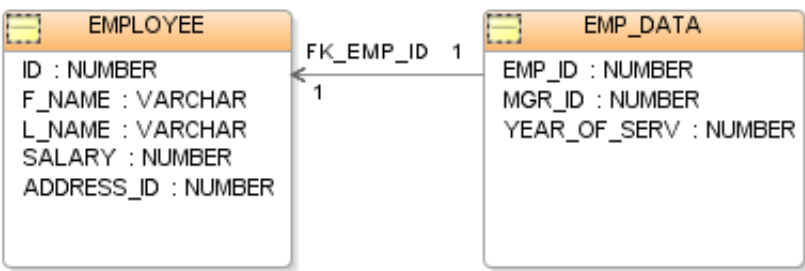 EMPLOYEE
ID : NUMBER
F_NAME : VARCHAR
L_NAME : VARCHAR
SALARY : NUMBER
ADDRESS_ID : NUMBER
FK_EMP_ID 1
1
EMP_DATA
EMP_ID : NUMBER
MGR_ID : NUMBER
YEAR_OF_SERV : NUMBER